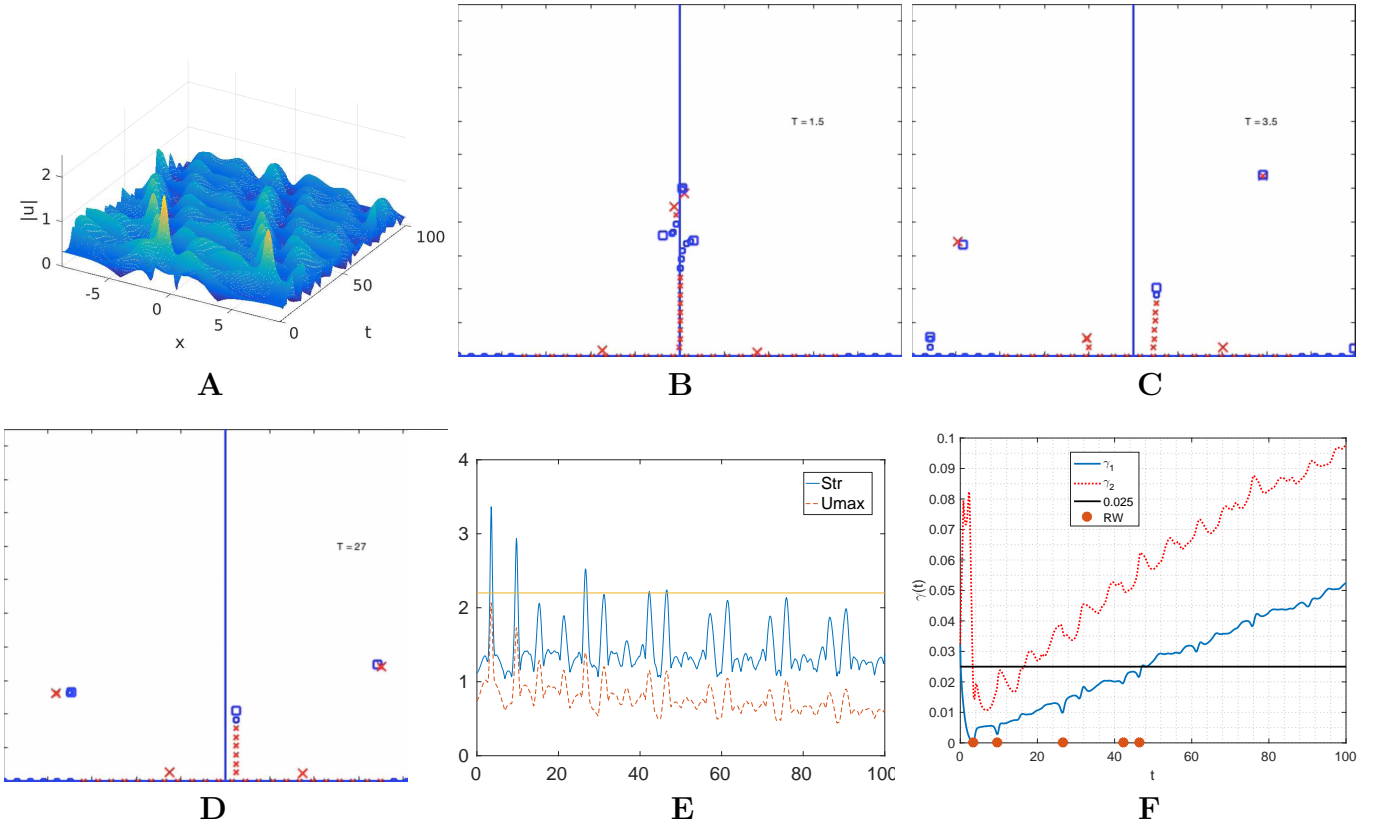 2
1
0
|u|
-5
0
5
x
0
50
100
t
A
T = 1.5
B
T = 3.5
C
T = 27
D
4
3
2
1
0
0
20
40
60
80
100
Str
Umax
E
0.1
0.09
0.08
0.07
0.06
0.05
0.04
0.03
0.02
0.01
0
γ(t)
γ₁
γ₂
0.025
RW
0
20
40
60
80
100
t
F